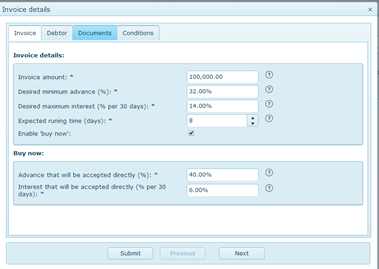 Invoice details
Invoice Debtor Documents Conditions
Invoice details:
Invoice amount: * 100,000.00
Desired minimum advance (%): * 32.00%
Desired maximum interest (% per 30 days): * 14.00%
Expected runing time (days): * 8
Enable 'buy now':
Buy now:
Advance that will be accepted directly (%): * 40.00%
Interest that will be accepted directly (% per 30
days): * 6.00%
Submit Previous Next